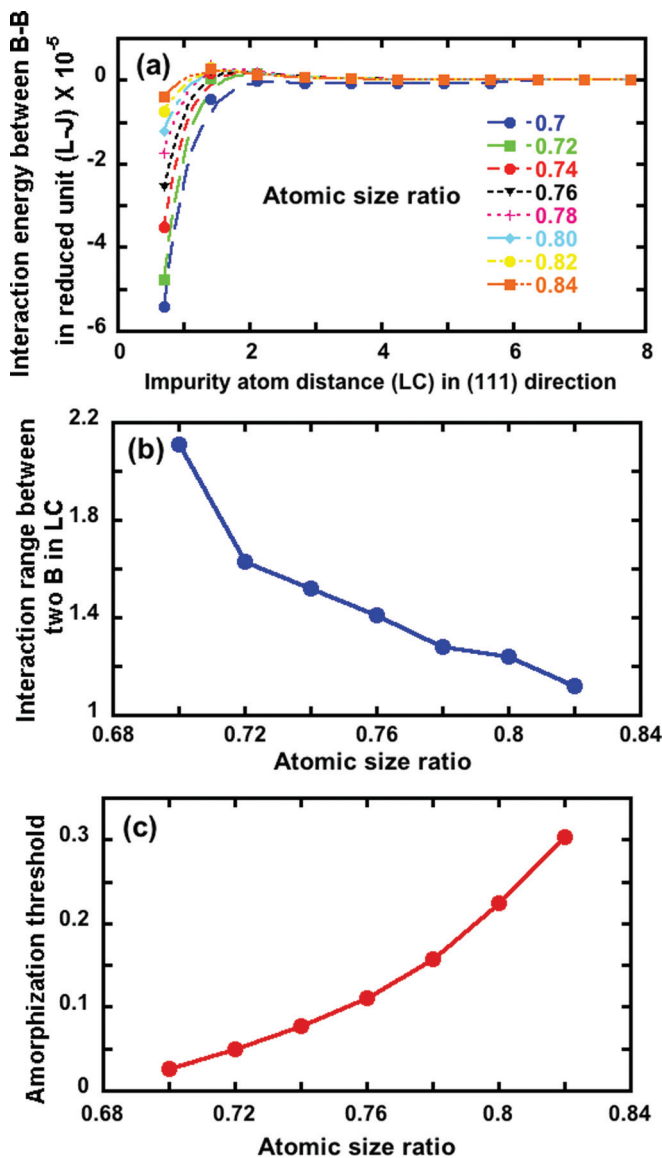 Interaction energy between B-B
in reduced unit (L-J) X 10⁻⁵
(a)
0
-2
-4
-6
Atomic size ratio
0.7
0.72
0.74
0.76
0.78
0.80
0.82
0.84
0 2 4 6 8
Impurity atom distance (LC) in (111) direction
Interaction range between
two B in LC
(b)
2.2
1.8
1.4
1
0.68 0.72 0.76 0.8 0.84
Atomic size ratio
Amorphization threshold
(c)
0.3
0.2
0.1
0
0.68 0.72 0.76 0.8 0.84
Atomic size ratio